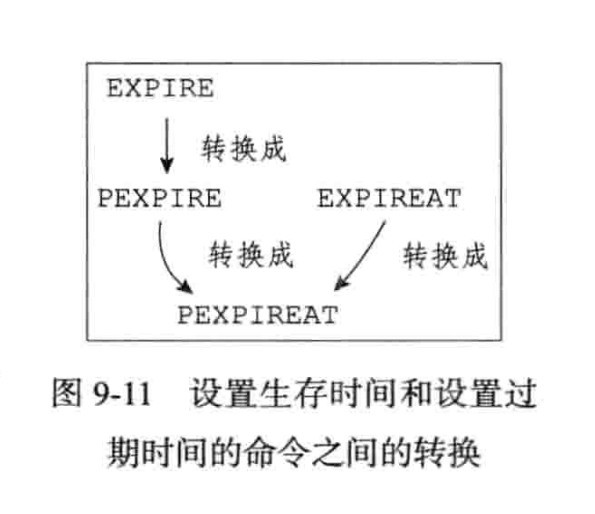 EXPIRE
转换成
PEXPIRE EXPIREAT
转换成 转换成
PEXPIREAT
图 9-11 设置生存时间和设置过
期时间的命令之间的转换